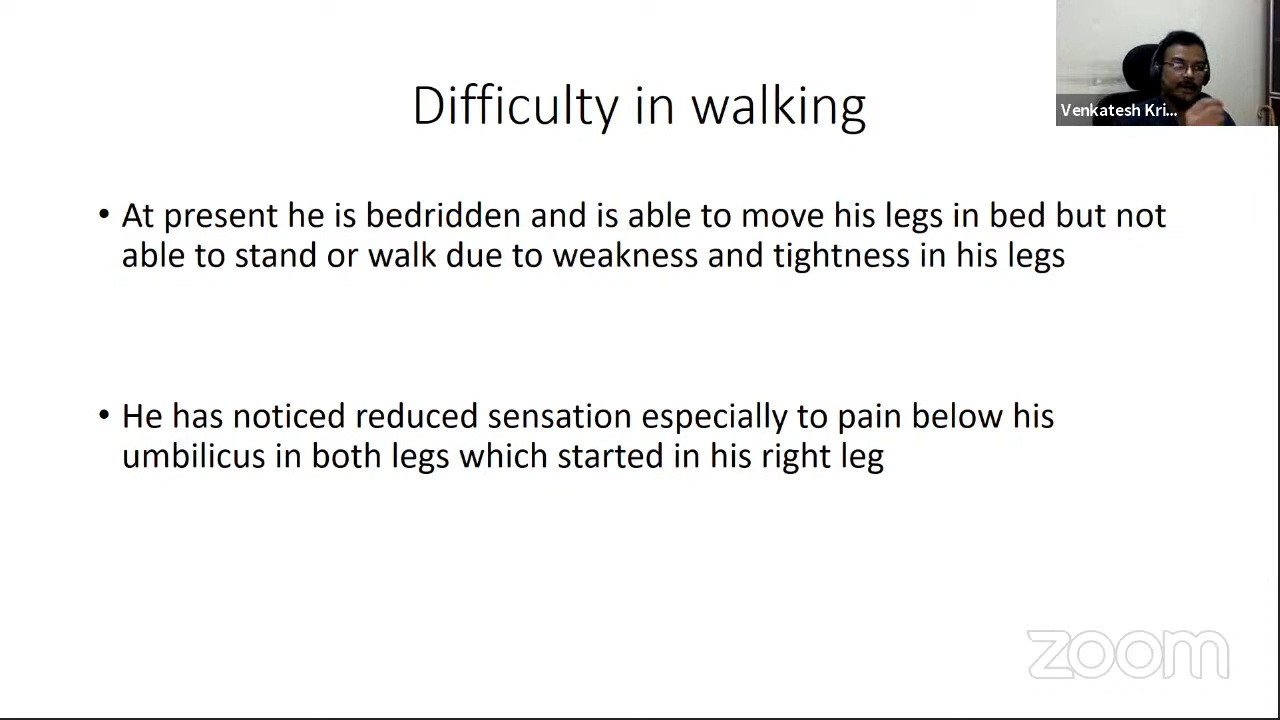 Difficulty in walking
Venkatesh Kri...
• At present he is bedridden and is able to move his legs in bed but not
able to stand or walk due to weakness and tightness in his legs
• He has noticed reduced sensation especially to pain below his
umbilicus in both legs which started in his right leg
zoom